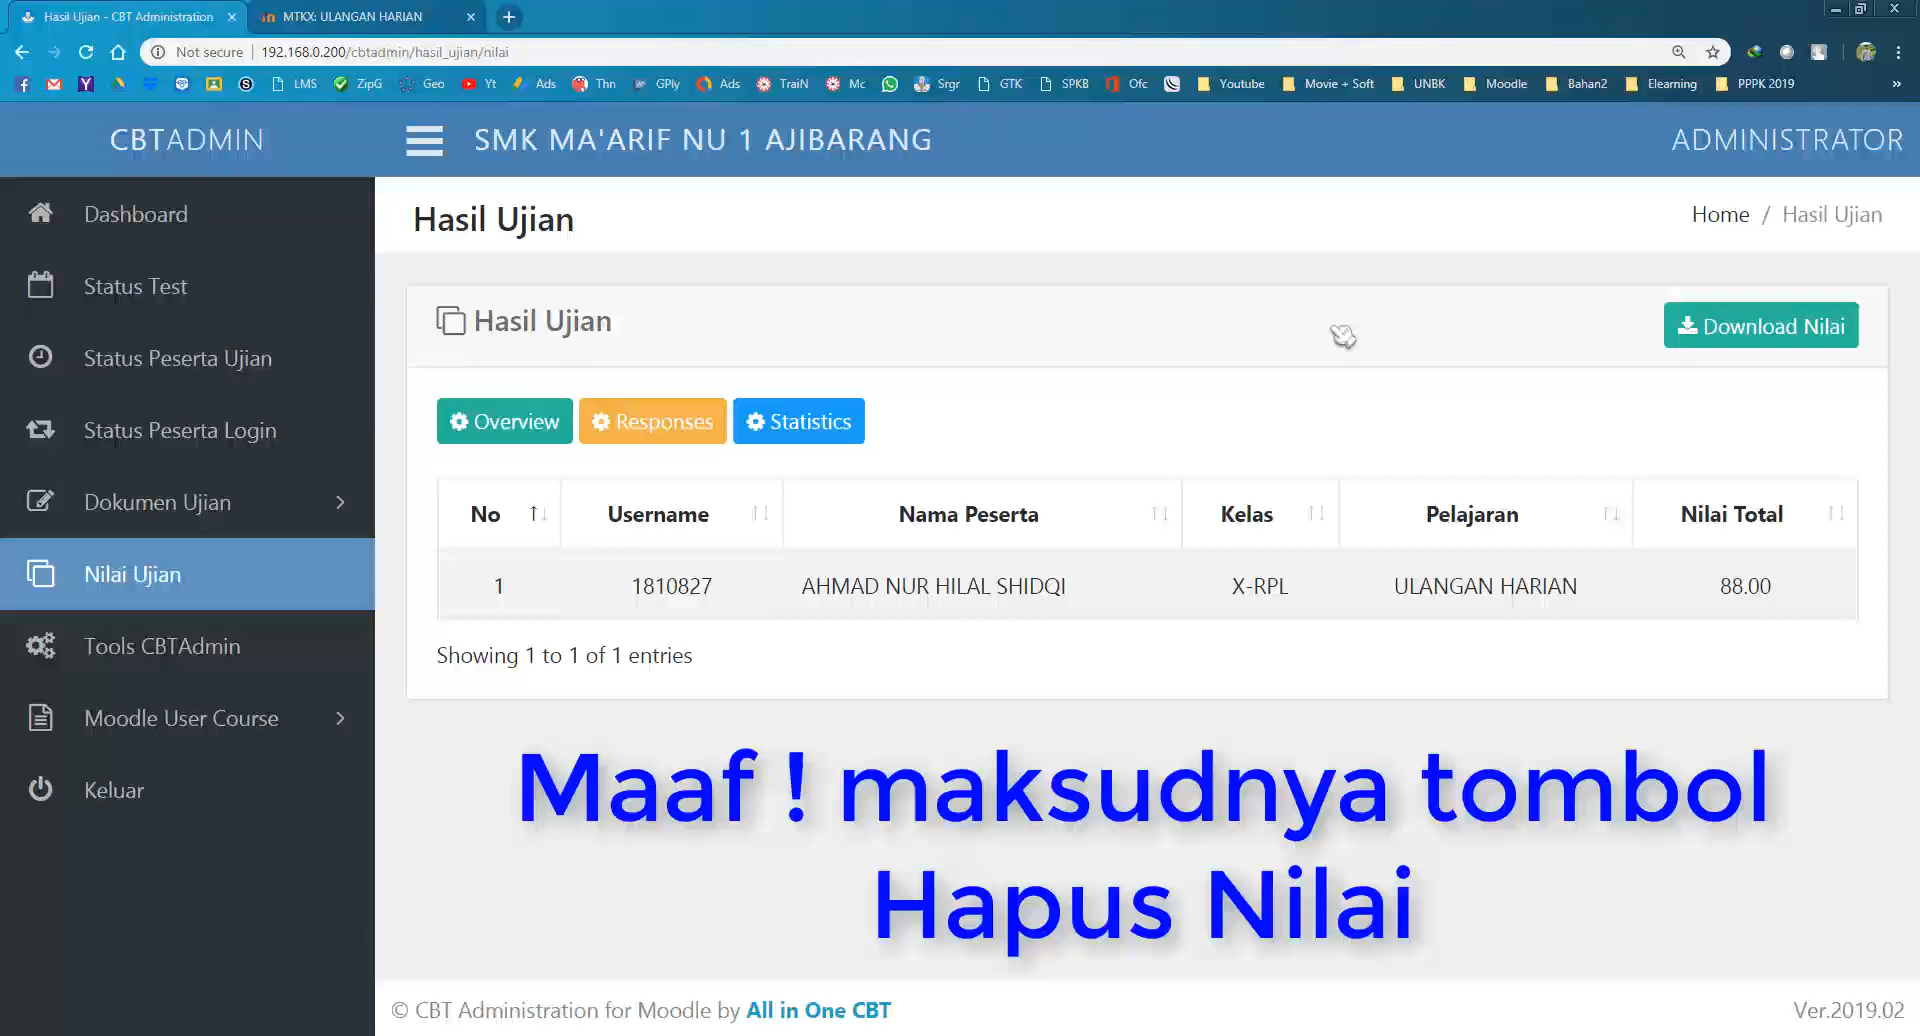 Hasil Ujian - CBT Administration
MTKX: ULANGAN HARIAN
Not secure
192.168.0.200/cbtadmin/hasil_ujian/nilai
LMS ZipG Geo Yt Ads Thn GPly Ads TraiN Mc Srgr GTK SPKB Ofc Youtube Movie + Soft UNBK Moodle Bahan2 Elearning PPPK 2019 »
CBTADMIN
SMK MA'ARIF NU 1 AJIBARANG
ADMINISTRATOR
Dashboard
Status Test
Status Peserta Ujian
Status Peserta Login
Dokumen Ujian
Nilai Ujian
Tools CBTAdmin
Moodle User Course
Keluar
Hasil Ujian
Home / Hasil Ujian
Hasil Ujian
Download Nilai
Overview Responses Statistics
No Username Nama Peserta Kelas Pelajaran Nilai Total
1 1810827 AHMAD NUR HILAL SHIDQI X-RPL ULANGAN HARIAN 88.00
Showing 1 to 1 of 1 entries
Maaf ! maksudnya tombol
Hapus Nilai
© CBT Administration for Moodle by All in One CBT
Ver.2019.02